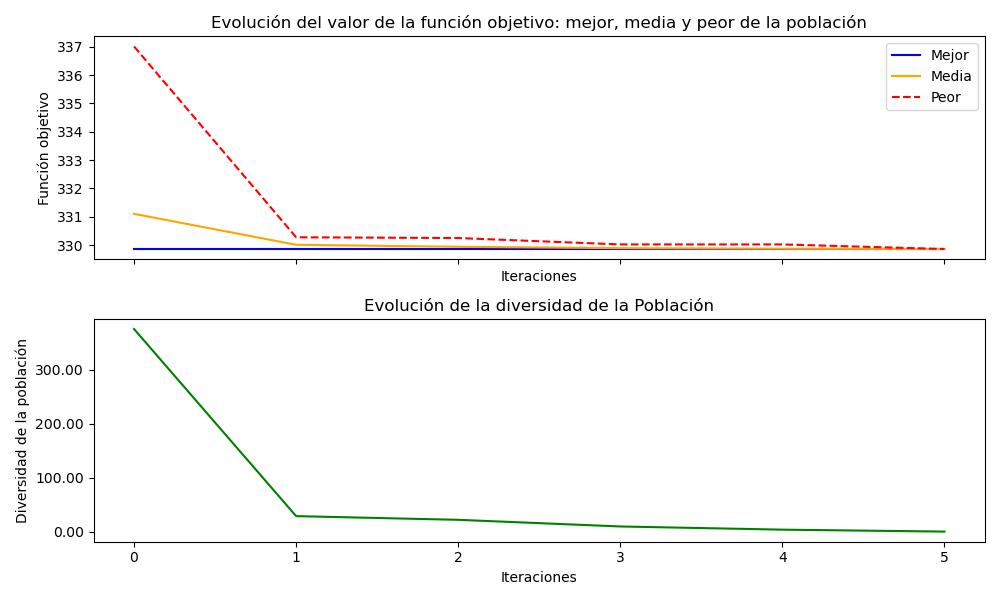 Evolución del valor de la función objetivo: mejor, media y peor de la población
Función objetivo
337
336
335
334
333
332
331
330
Mejor
Media
Peor
Iteraciones
Evolución de la diversidad de la Población
Diversidad de la población
300.00
200.00
100.00
0.00
0 1 2 3 4 5
Iteraciones